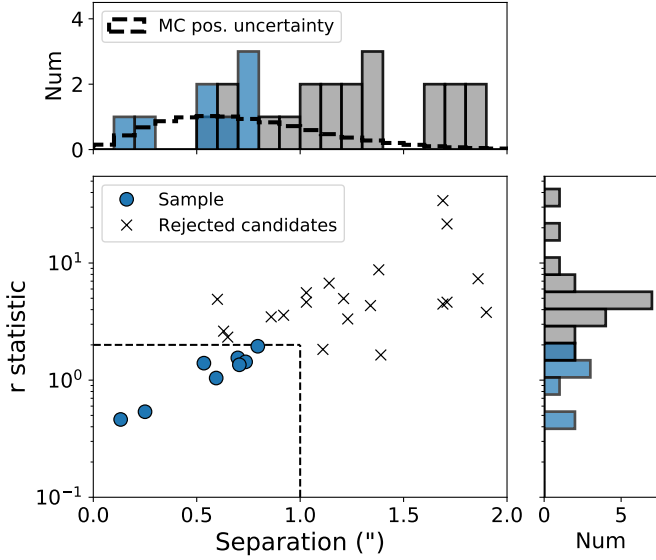 4
2
0
Num
MC pos. uncertainty
Sample
Rejected candidates
10¹
10⁰
10⁻¹
r statistic
0.0 0.5 1.0 1.5 2.0
Separation (")
0 5
Num